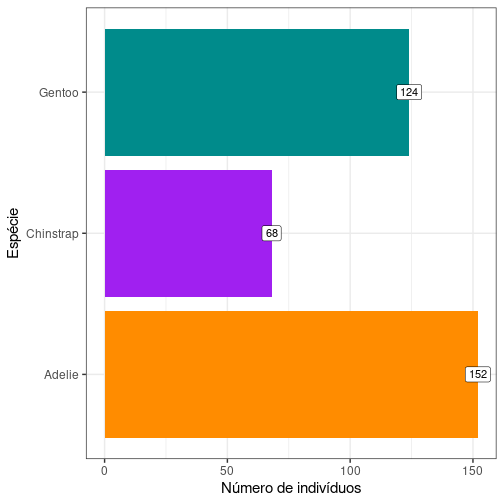 Gentoo
124
Espécie
Chinstrap
68
Adelie
152
0
50
100
150
Número de indivíduos